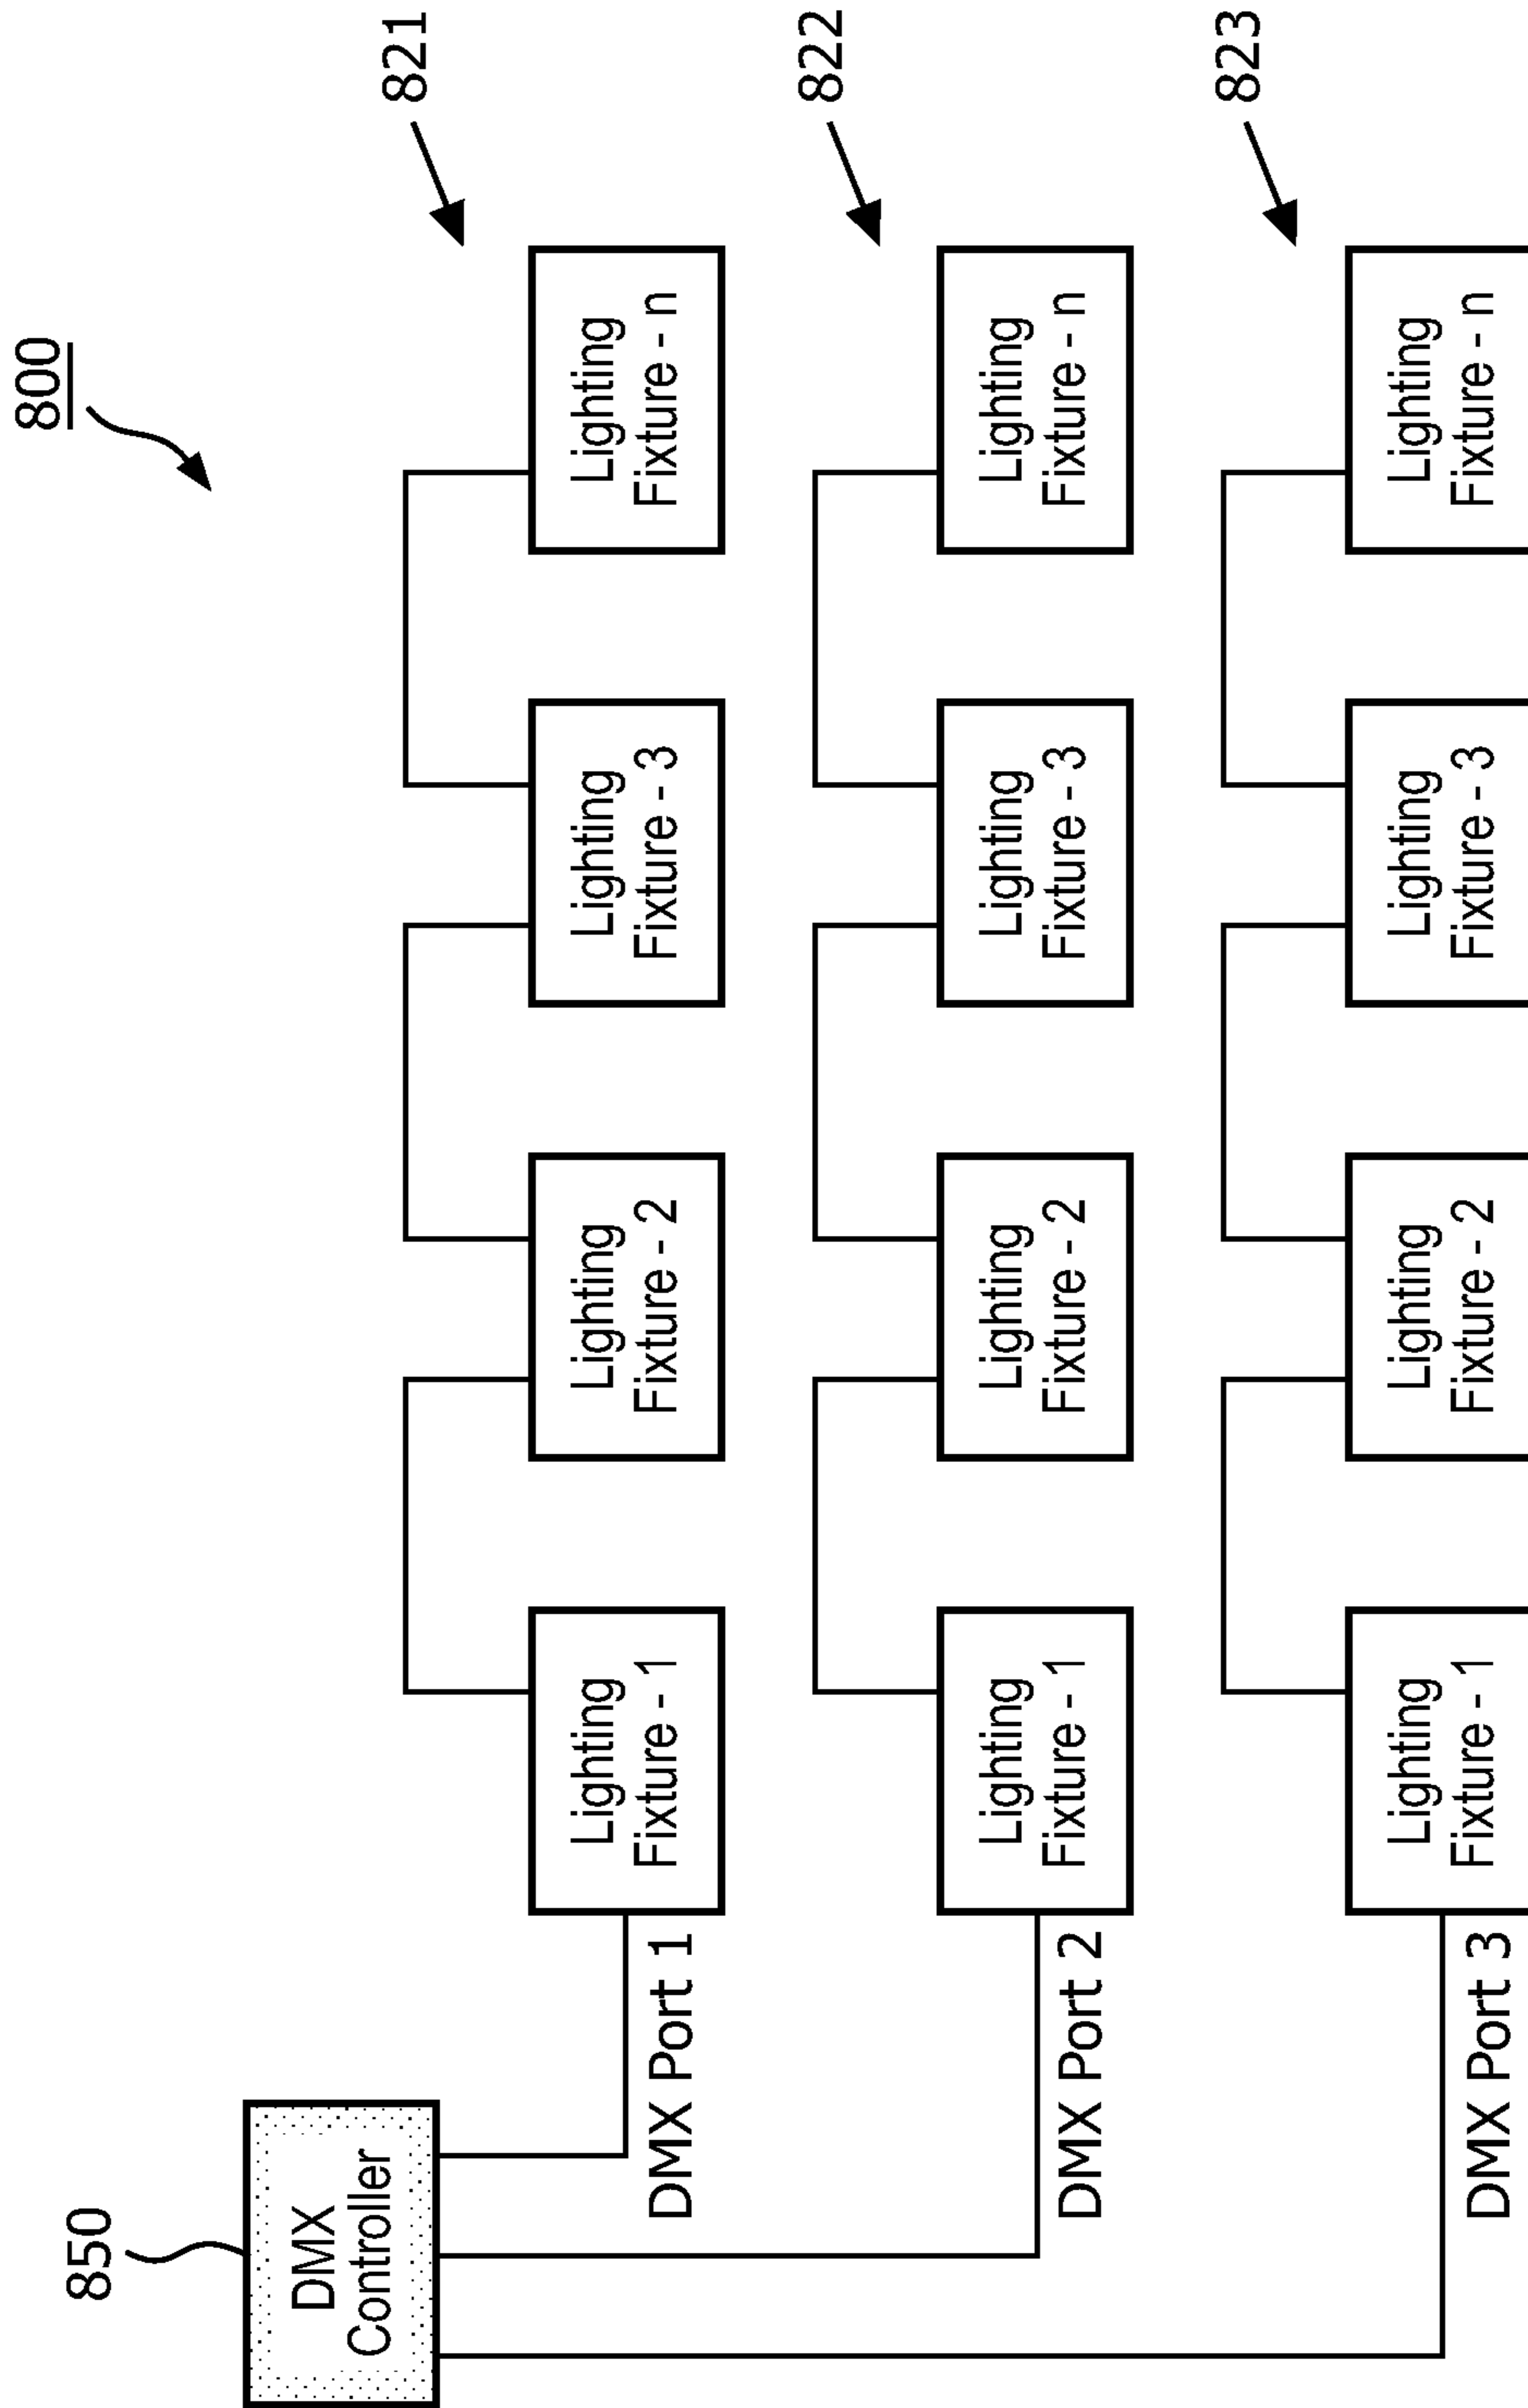 800
850
DMX
Controller
821
DMX Port 1
Lighting
Fixture - 1
Lighting
Fixture - 2
Lighting
Fixture - 3
Lighting
Fixture - n
822
DMX Port 2
Lighting
Fixture - 1
Lighting
Fixture - 2
Lighting
Fixture - 3
Lighting
Fixture - n
823
DMX Port 3
Lighting
Fixture - 1
Lighting
Fixture - 2
Lighting
Fixture - 3
Lighting
Fixture - n